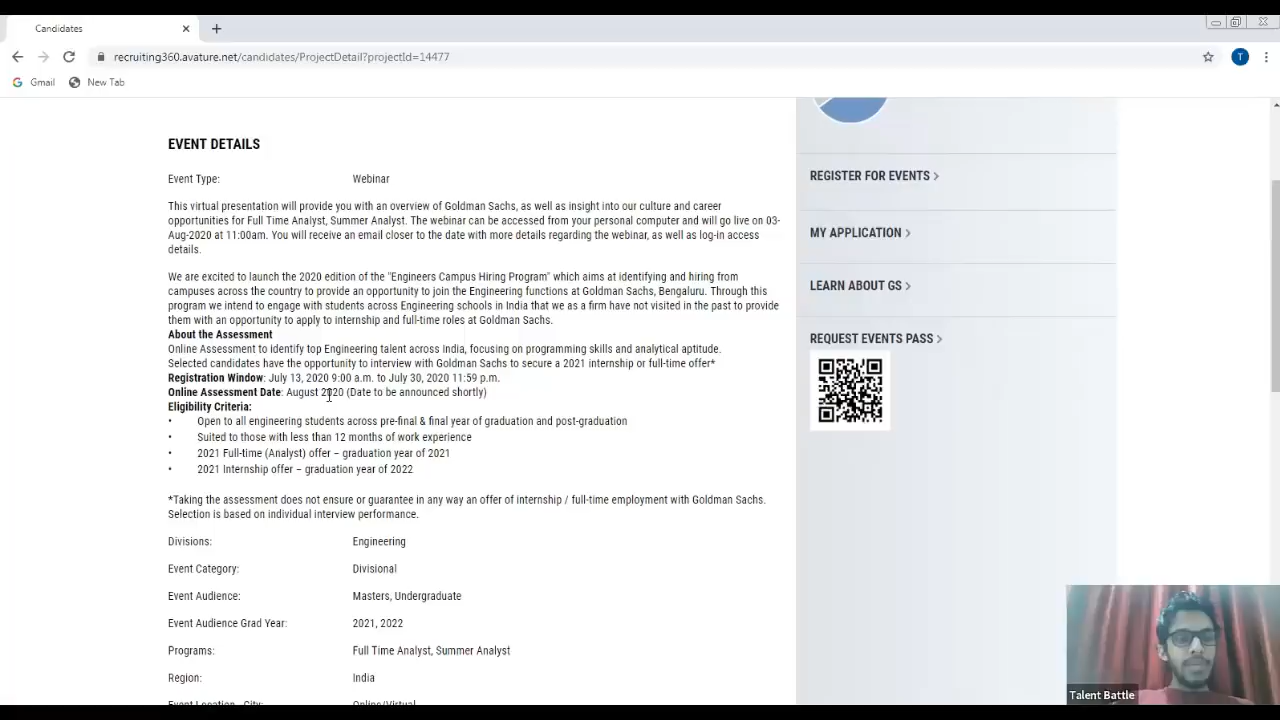 Candidates
recruiting360.avature.net/candidates/ProjectDetail?projectId=14477
T
Gmail
New Tab
EVENT DETAILS
Event Type: Webinar
This virtual presentation will provide you with an overview of Goldman Sachs, as well as insight into our culture and career
opportunities for Full Time Analyst, Summer Analyst. The webinar can be accessed from your personal computer and will go live on 03-
Aug-2020 at 11:00am. You will receive an email closer to the date with more details regarding the webinar, as well as log-in access
details.
We are excited to launch the 2020 edition of the "Engineers Campus Hiring Program" which aims at identifying and hiring from
campuses across the country to provide an opportunity to join the Engineering functions at Goldman Sachs, Bengaluru. Through this
program we intend to engage with students across Engineering schools in India that we as a firm have not visited in the past to provide
them with an opportunity to apply to internship and full-time roles at Goldman Sachs.
About the Assessment
Online Assessment to identify top Engineering talent across India, focusing on programming skills and analytical aptitude.
Selected candidates have the opportunity to interview with Goldman Sachs to secure a 2021 internship or full-time offer*
Registration Window: July 13, 2020 9:00 a.m. to July 30, 2020 11:59 p.m.
Online Assessment Date: August 2020 (Date to be announced shortly)
Eligibility Criteria:
• Open to all engineering students across pre-final & final year of graduation and post-graduation
• Suited to those with less than 12 months of work experience
• 2021 Full-time (Analyst) offer – graduation year of 2021
• 2021 Internship offer – graduation year of 2022
*Taking the assessment does not ensure or guarantee in any way an offer of internship / full-time employment with Goldman Sachs.
Selection is based on individual interview performance.
Divisions: Engineering
Event Category: Divisional
Event Audience: Masters, Undergraduate
Event Audience Grad Year: 2021, 2022
Programs: Full Time Analyst, Summer Analyst
Region: India
Event Location - City: Online/Virtual
REGISTER FOR EVENTS
MY APPLICATION
LEARN ABOUT GS
REQUEST EVENTS PASS
Talent Battle